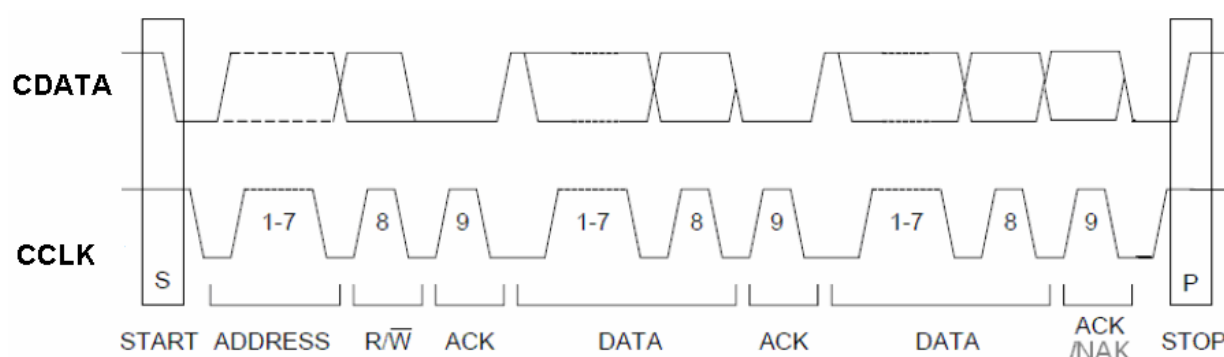 CDATA
1-7 8 9 1-7 8 9 1-7 8 9
CCLK
S P
START ADDRESS R/W̅ ACK DATA ACK DATA ACK STOP
/NAK